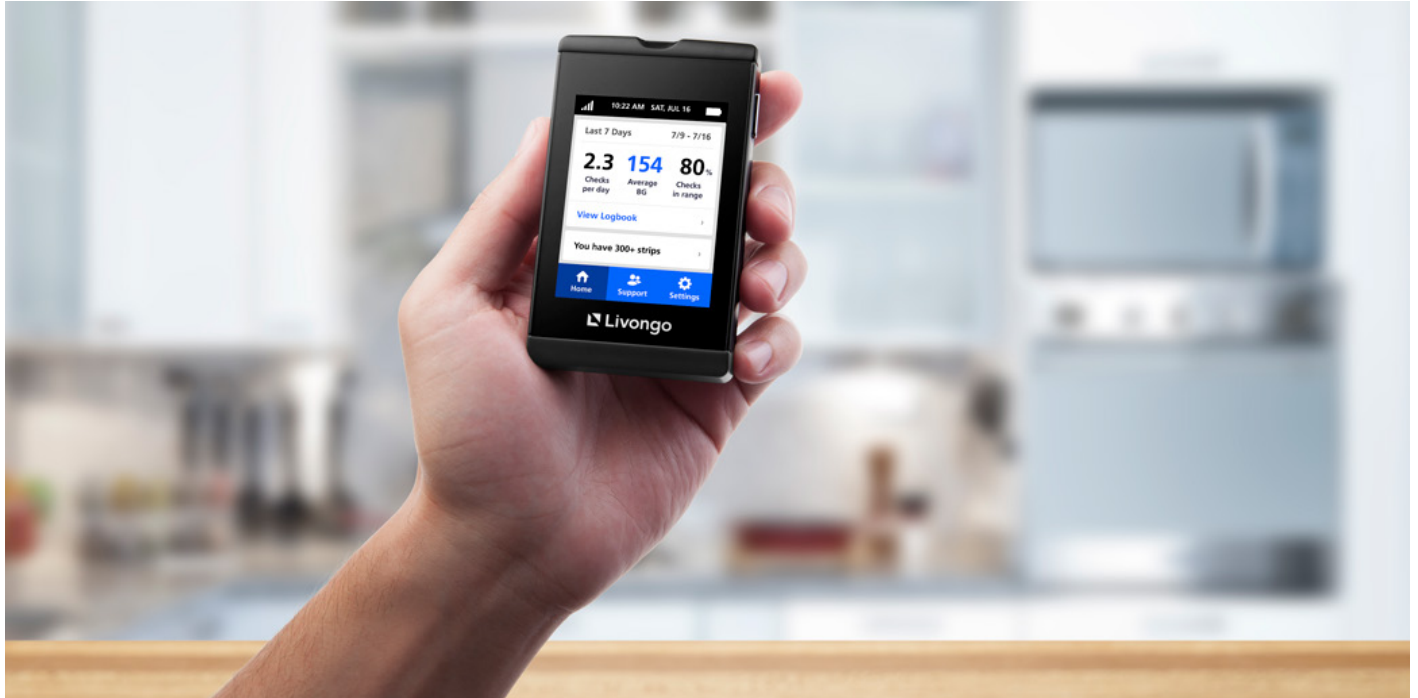 10:22 AM SAT, JUL 16
Last 7 Days 7/9 - 7/16
2.3 154 80%
Checks per day Average BG Checks in range
View Logbook
You have 300+ strips
Home Support Settings
Livongo